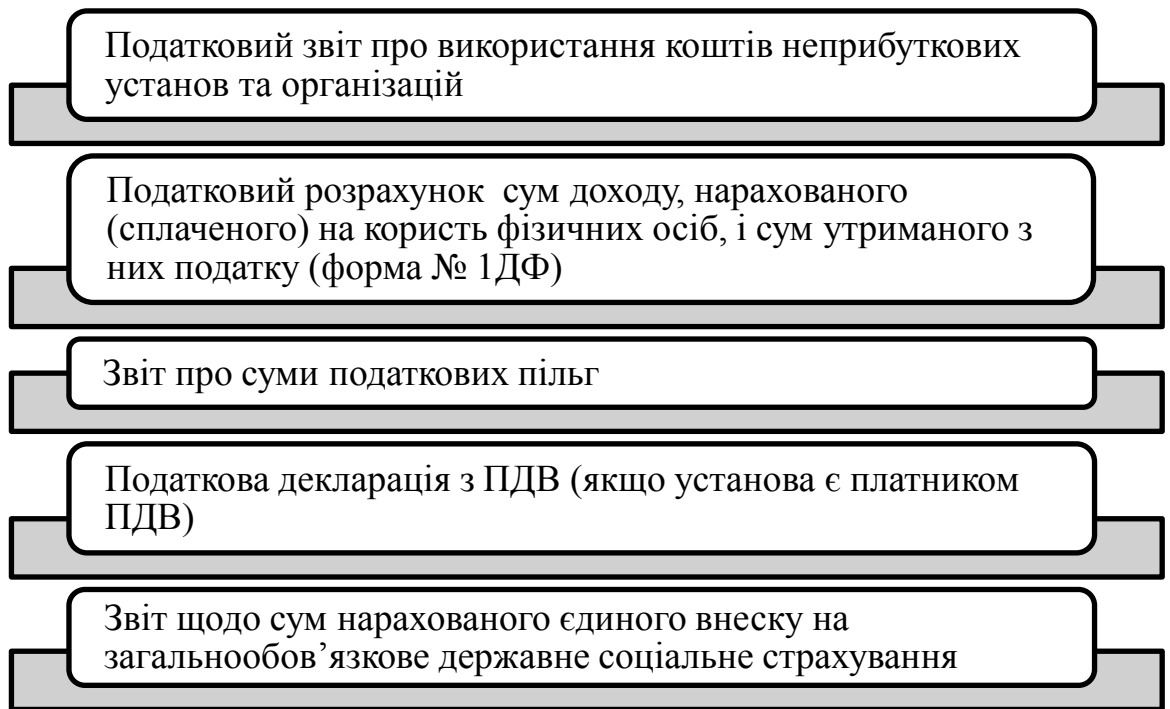 Податковий звіт про використання коштів неприбуткових
установ та організацій
Податковий розрахунок сум доходу, нарахованого
(сплаченого) на користь фізичних осіб, і сум утриманого з
них податку (форма № 1ДФ)
Звіт про суми податкових пільг
Податкова декларація з ПДВ (якщо установа є платником
ПДВ)
Звіт щодо сум нарахованого єдиного внеску на
загальнообов’язкове державне соціальне страхування